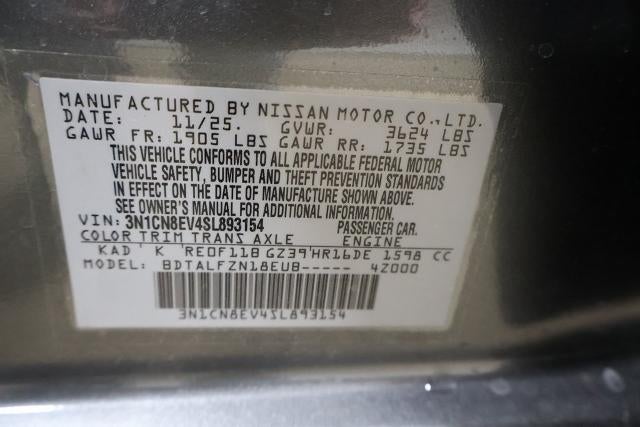 MANUFACTURED BY NISSAN MOTOR CO.,LTD.
DATE: 11/25. GVWR: 3624 LBS
GAWR FR: 1905 LBS GAWR RR: 1735 LBS
THIS VEHICLE CONFORMS TO ALL APPLICABLE FEDERAL MOTOR
VEHICLE SAFETY, BUMPER AND THEFT PREVENTION STANDARDS
IN EFFECT ON THE DATE OF MANUFACTURE SHOWN ABOVE.
SEE OWNER'S MANUAL FOR ADDITIONAL INFORMATION.
VIN: 3N1CN8EV4SL893154 PASSENGER CAR.
COLOR TRIM TRANS AXLE ENGINE
KAD ' K 'RE0F11B GZ39'HR16DE 1598 CC
MODEL: BDTALFZN18EUB----- 4Z000
3N1CN8EV4SL893154